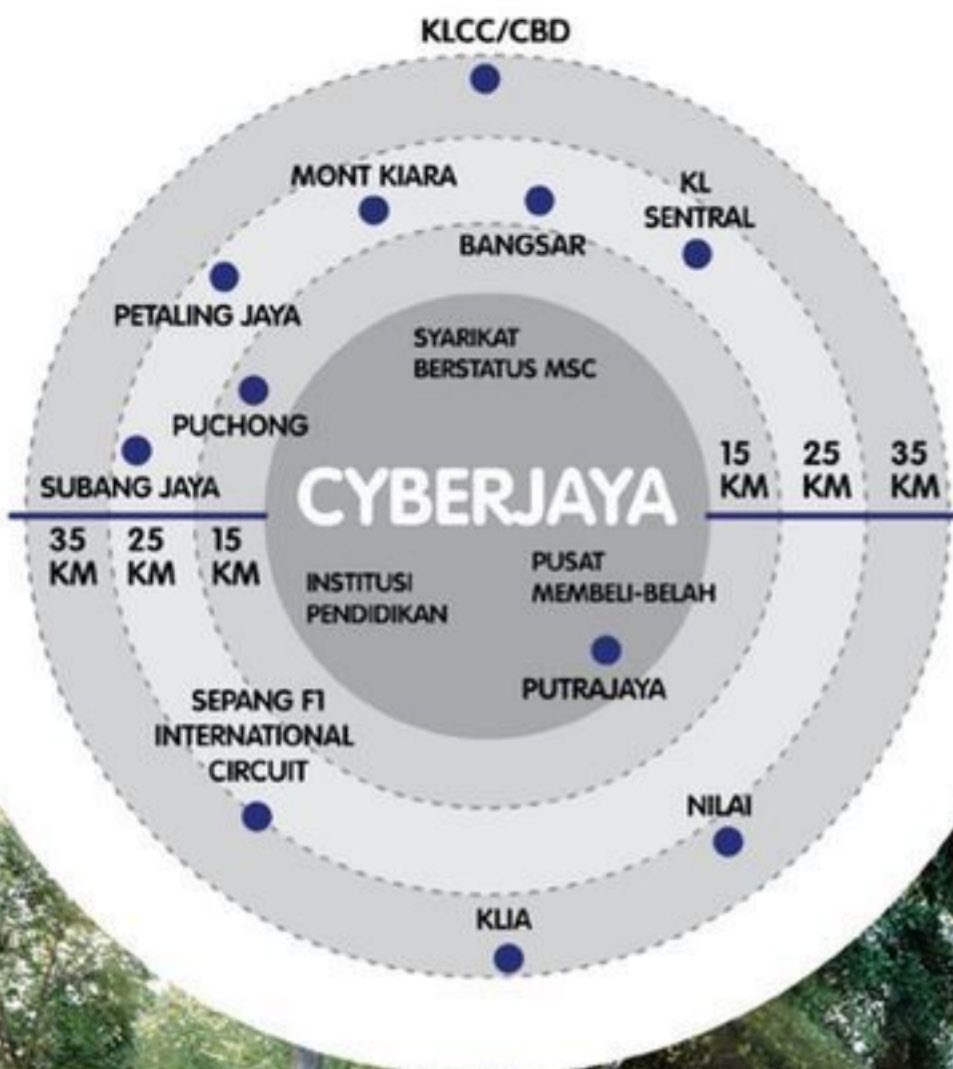 KLCC/CBD
MONT KIARA
KL
SENTRAL
BANGSAR
PETALING JAYA
SYARIKAT
BERSTATUS MSC
PUCHONG
SUBANG JAYA
CYBERJAYA
15
KM
25
KM
35
KM
35
KM
25
KM
15
KM
INSTITUSI
PENDIDIKAN
PUSAT
MEMBELI-BELAH
PUTRAJAYA
SEPANG F1
INTERNATIONAL
CIRCUIT
NILAI
KLIA